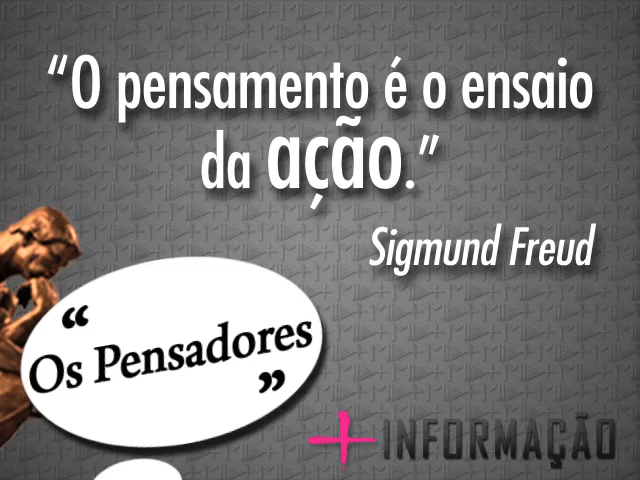 “O pensamento é o ensaio
da ação.”
Sigmund Freud
“
Os Pensadores
”
+ INFORMAÇÃO